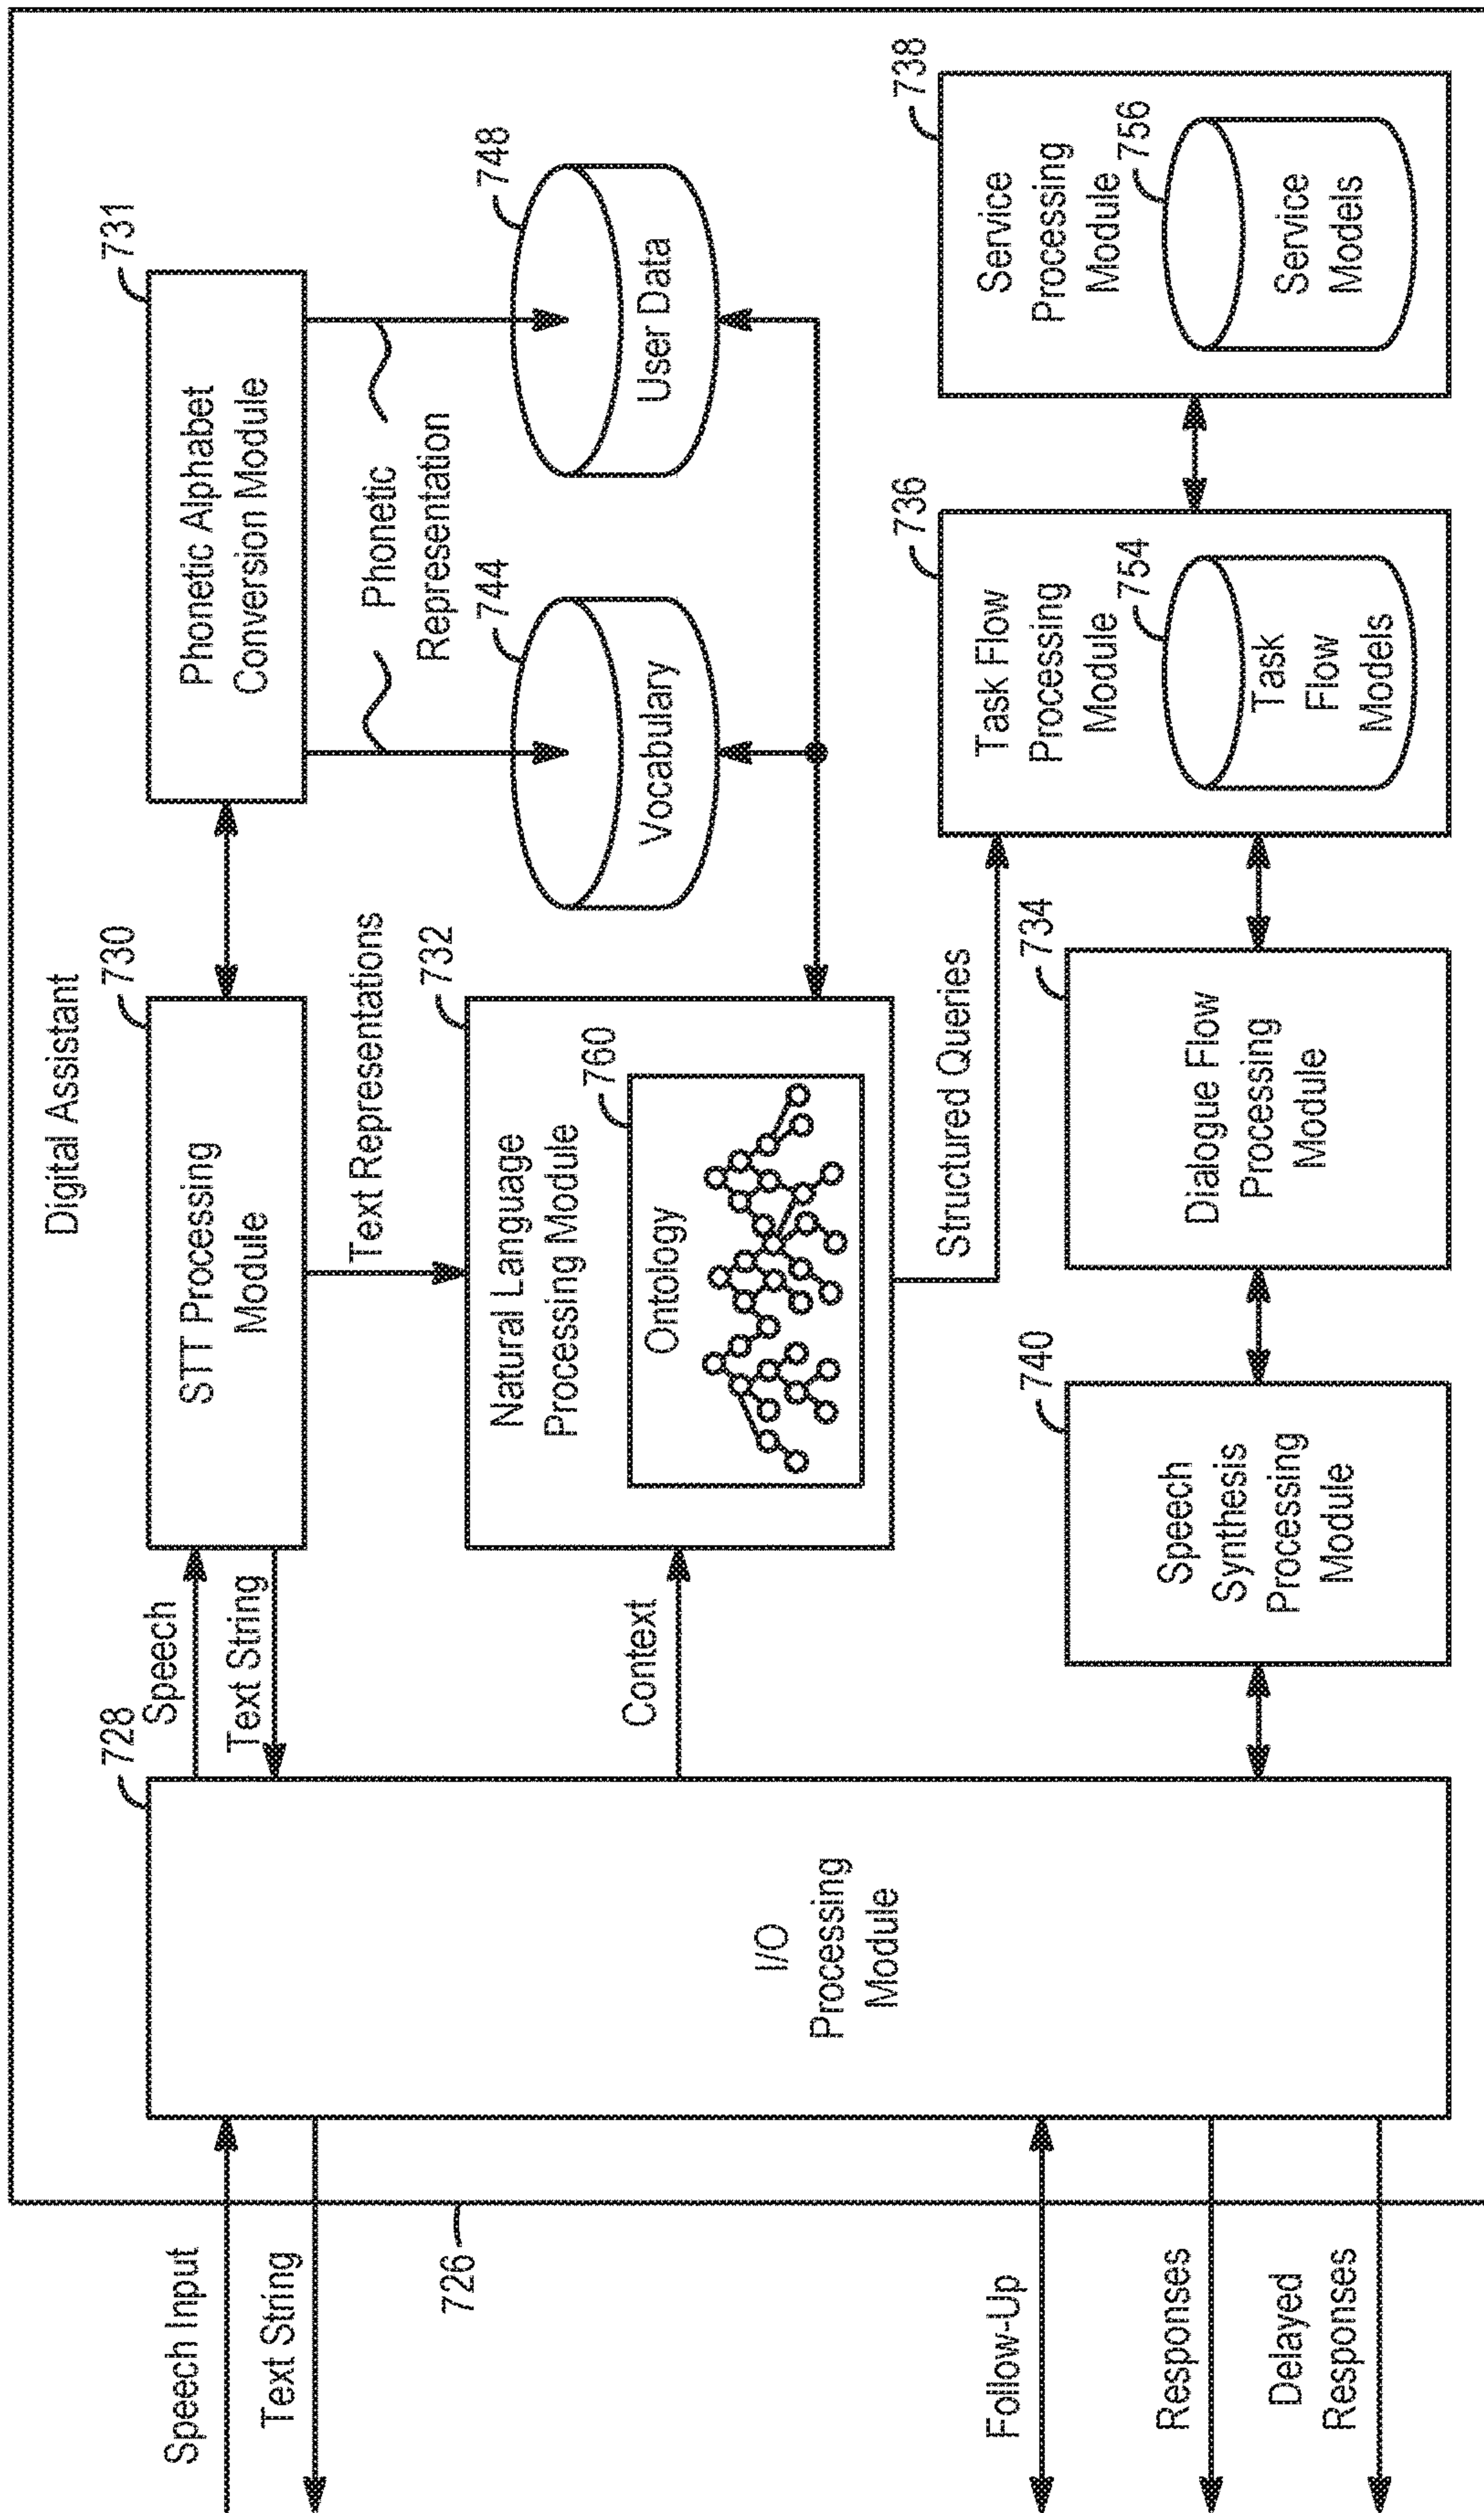 Digital Assistant
Speech Input
Text String
726
728
I/O
Processing
Module
Speech
Text String
Context
730
STT Processing
Module
Text Representations
731
Phonetic Alphabet
Conversion Module
Phonetic
Representation
744
Vocabulary
748
User Data
732
Natural Language
Processing Module
760
Ontology
Structured Queries
Follow-Up
Responses
Delayed
Responses
740
Speech
Synthesis
Processing
Module
734
Dialogue Flow
Processing
Module
736
Task Flow
Processing
Module
754
Task
Flow
Models
738
Service
Processing
Module
756
Service
Models